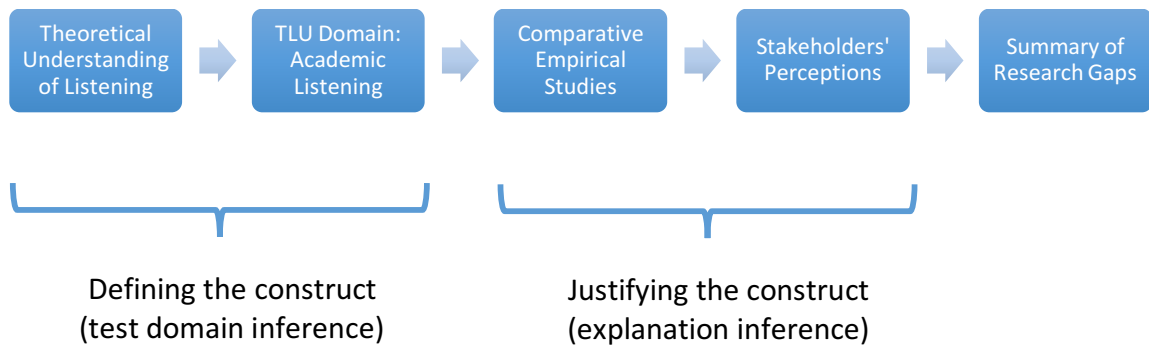 Theoretical
Understanding
of Listening
TLU Domain:
Academic
Listening
Comparative
Empirical
Studies
Stakeholders'
Perceptions
Summary of
Research Gaps
Defining the construct
(test domain inference)
Justifying the construct
(explanation inference)